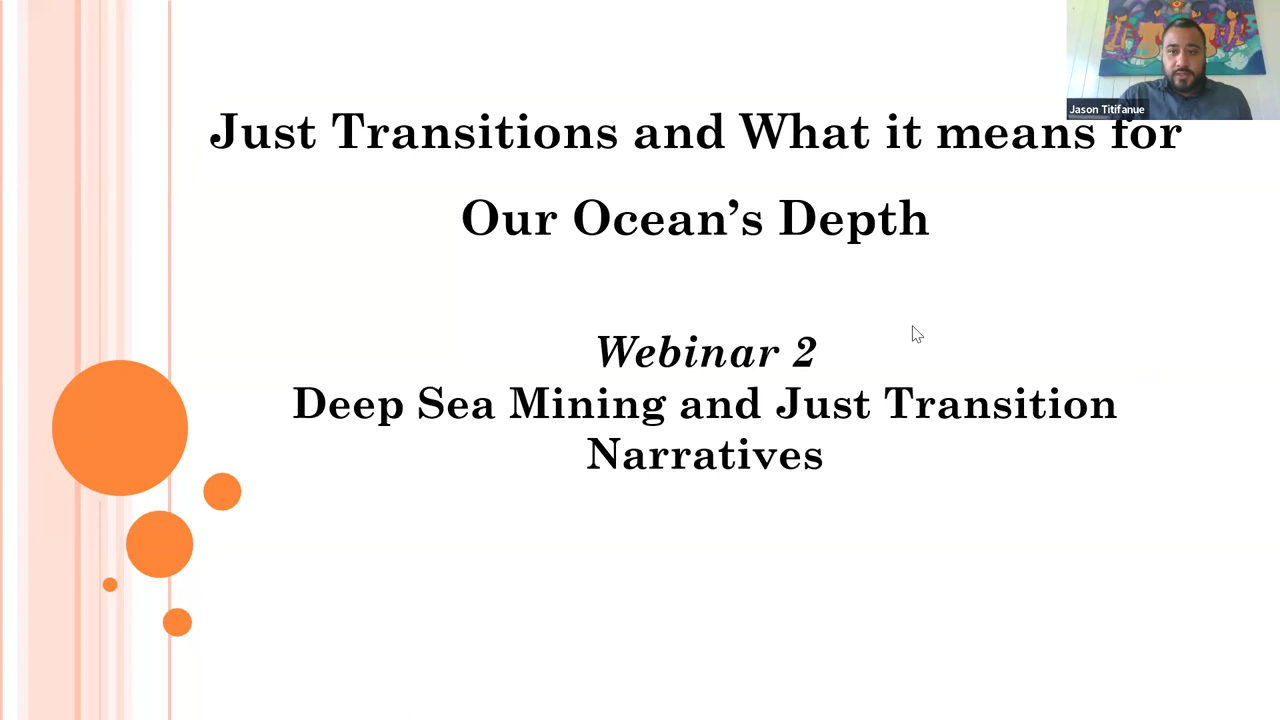 Jason Titifanue
Just Transitions and What it means for
Our Ocean’s Depth
Webinar 2
Deep Sea Mining and Just Transition
Narratives